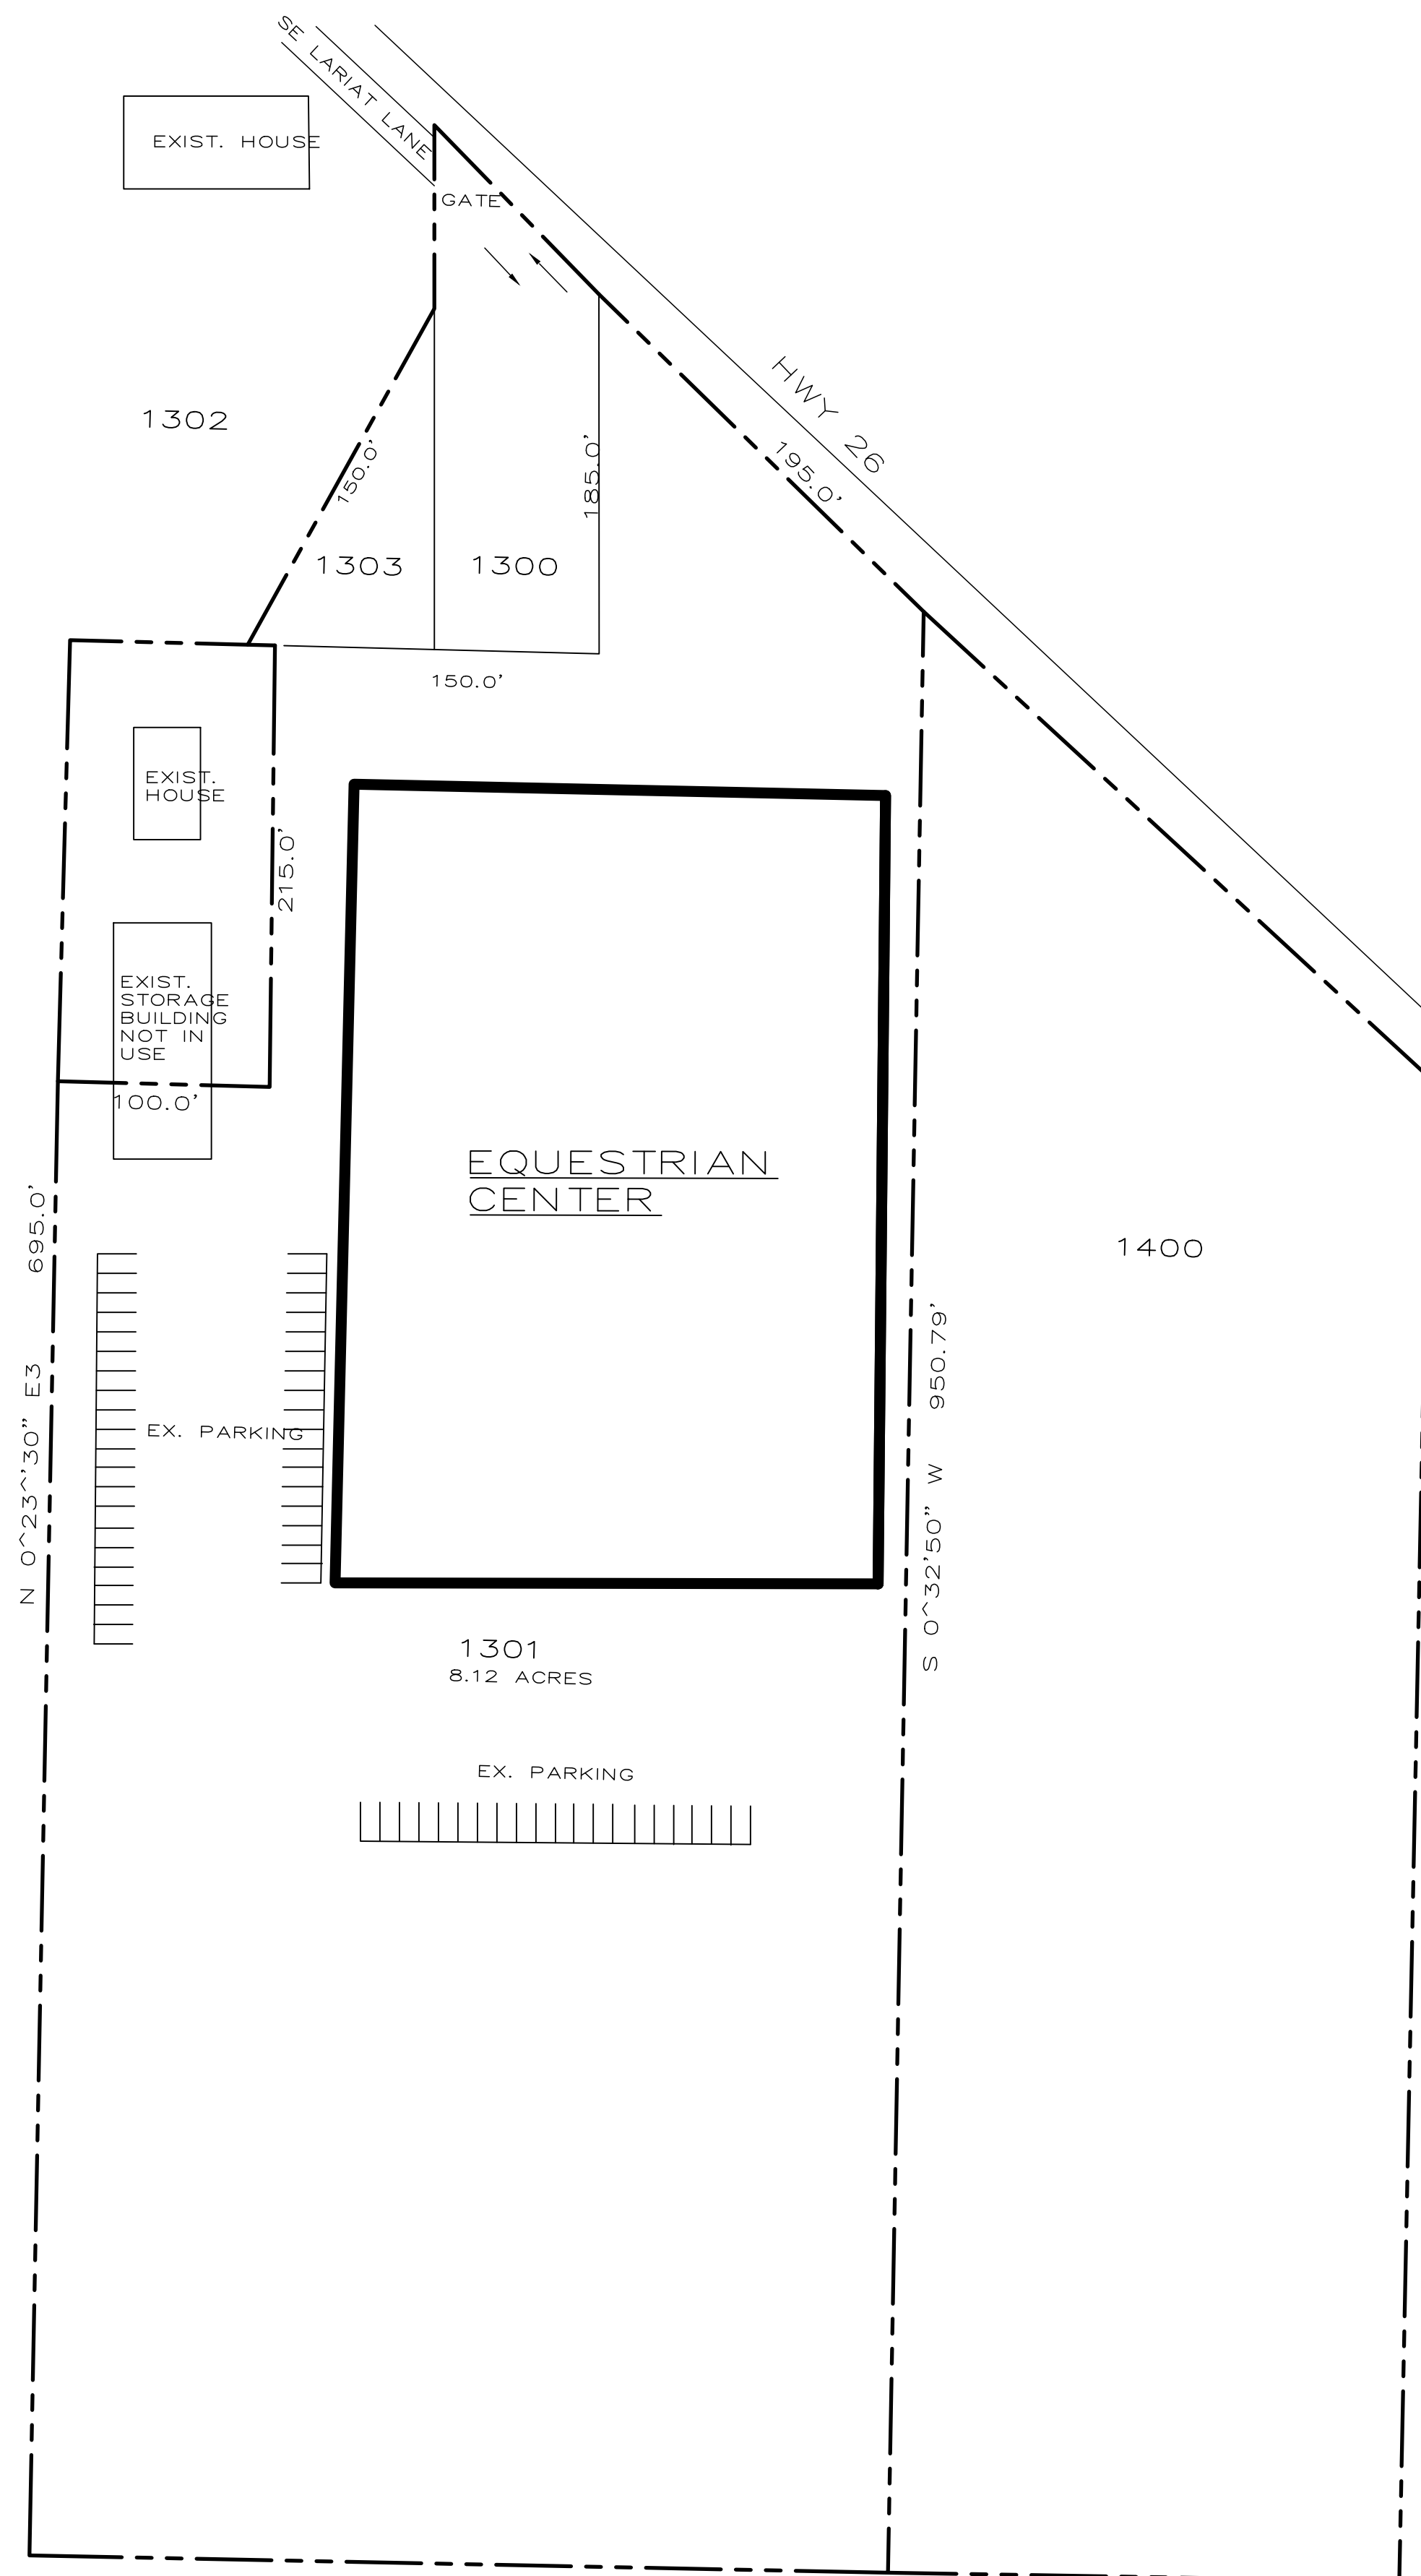 SE LARIAT LANE
EXIST. HOUSE
GATE
HWY 26
195.0'
1302
150.0'
185.0'
1303
1300
150.0'
EXIST.
HOUSE
215.0'
EXIST.
STORAGE
BUILDING
NOT IN
USE
100.0'
EQUESTRIAN
CENTER
N 0^23^'30" E3 695.0'
1400
EX. PARKING
S 0^32'50" W 950.79'
1301
8.12 ACRES
EX. PARKING